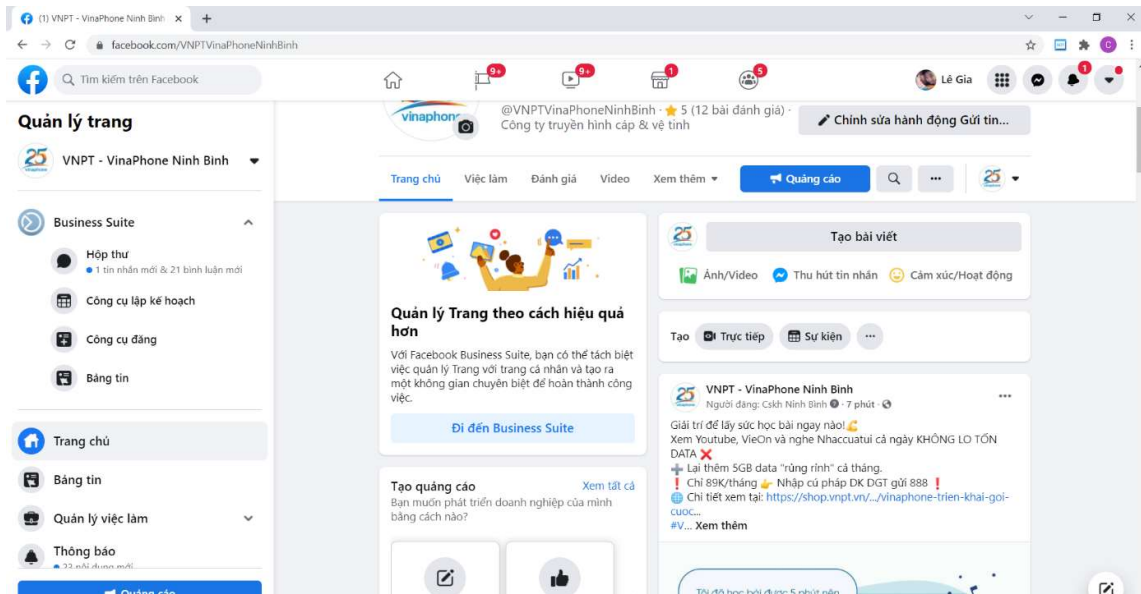 (1) VNPT - VinaPhone Ninh Bình
facebook.com/VNPTVinaPhoneNinhBinh
Tìm kiếm trên Facebook
9+
9+
1
5
Lê Gia
1
Quản lý trang
VNPT - VinaPhone Ninh Bình
Business Suite
Hộp thư
1 tin nhắn mới & 21 bình luận mới
Công cụ lập kế hoạch
Công cụ đăng
Bảng tin
Trang chủ
Bảng tin
Quản lý việc làm
Thông báo
23 nội dung mới
Quảng cáo
vinaphone
@VNPTVinaPhoneNinhBinh · 5 (12 bài đánh giá) ·
Công ty truyền hình cáp & vệ tinh
Chỉnh sửa hành động Gửi tin...
Trang chủ Việc làm Đánh giá Video Xem thêm
Quảng cáo
Quản lý Trang theo cách hiệu quả
hơn
Với Facebook Business Suite, bạn có thể tách biệt
việc quản lý Trang với trang cá nhân và tạo ra
một không gian chuyên biệt để hoàn thành công
việc.
Đi đến Business Suite
Tạo quảng cáo Xem tất cả
Bạn muốn phát triển doanh nghiệp của mình
bằng cách nào?
Tạo bài viết
Ảnh/Video Thu hút tin nhắn Cảm xúc/Hoạt động
Tạo Trực tiếp Sự kiện
VNPT - VinaPhone Ninh Bình
Người đăng: Cskh Ninh Bình · 7 phút ·
Giải trí để lấy sức học bài ngay nào!💪
Xem Youtube, VieOn và nghe Nhaccuatui cả ngày KHÔNG LO TỐN
DATA ❌
➕ Lại thêm 5GB data "rủng rỉnh" cả tháng.
❗ Chỉ 89K/tháng 👉 Nhập cú pháp DK DGT gửi 888 ❗
🌐 Chi tiết xem tại: https://shop.vnpt.vn/.../vinaphone-trien-khai-goi-
cuoc...
#V... Xem thêm
Tôi đã học bài được 5 phút nên